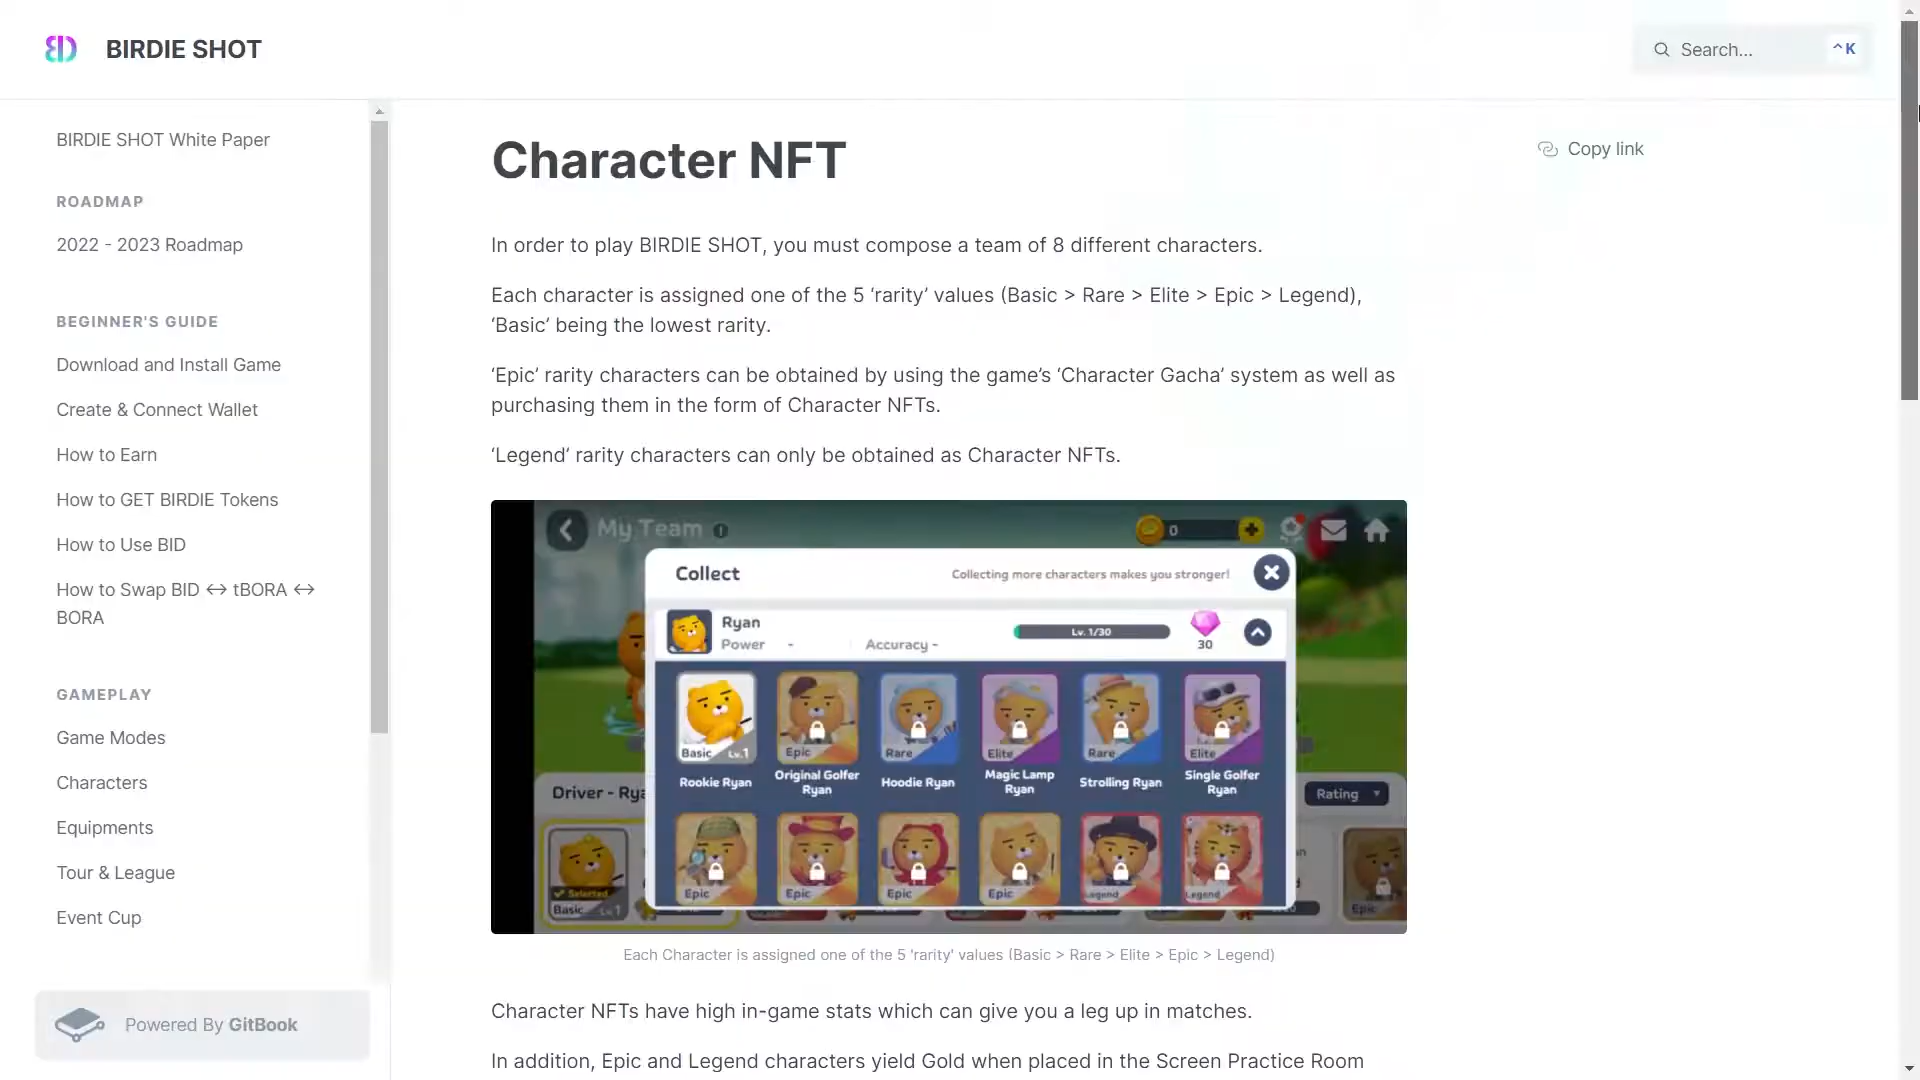 BIRDIE SHOT
Search...
^K
BIRDIE SHOT White Paper
ROADMAP
2022 - 2023 Roadmap
BEGINNER'S GUIDE
Download and Install Game
Create & Connect Wallet
How to Earn
How to GET BIRDIE Tokens
How to Use BID
How to Swap BID <-> tBORA <->
BORA
GAMEPLAY
Game Modes
Characters
Equipments
Tour & League
Event Cup
Powered By GitBook
Character NFT
Copy link
In order to play BIRDIE SHOT, you must compose a team of 8 different characters.
Each character is assigned one of the 5 ‘rarity’ values (Basic > Rare > Elite > Epic > Legend),
‘Basic’ being the lowest rarity.
‘Epic’ rarity characters can be obtained by using the game’s ‘Character Gacha’ system as well as
purchasing them in the form of Character NFTs.
‘Legend’ rarity characters can only be obtained as Character NFTs.
My Team
0
Collect
Collecting more characters makes you stronger!
Ryan
Power -
Accuracy -
Lv. 1/30
30
Basic Lv.1
Epic
Rare
Elite
Rare
Elite
Rookie Ryan
Original Golfer
Ryan
Hoodie Ryan
Magic Lamp
Ryan
Strolling Ryan
Single Golfer
Ryan
Driver - Rya
Rating
Epic
Epic
Epic
Epic
Legend
Legend
Selected
Basic Lv.1
Epic
Each Character is assigned one of the 5 'rarity' values (Basic > Rare > Elite > Epic > Legend)
Character NFTs have high in-game stats which can give you a leg up in matches.
In addition, Epic and Legend characters yield Gold when placed in the Screen Practice Room